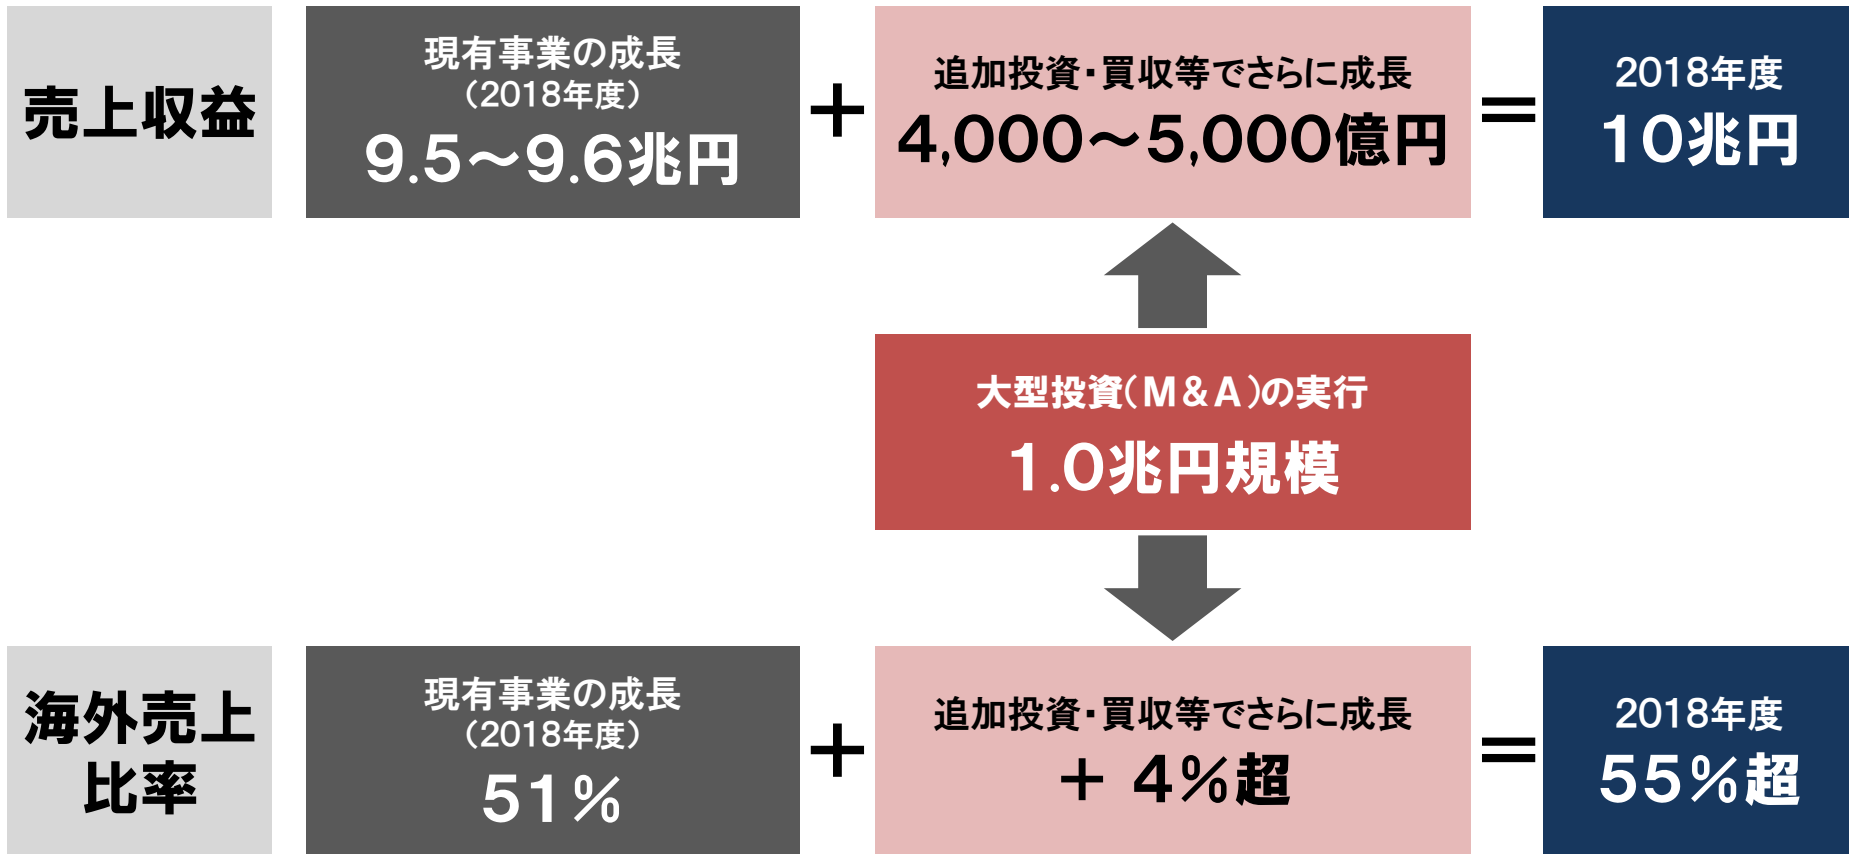 売上収益
現有事業の成長
（2018年度）
9.5～9.6兆円
＋
追加投資・買収等でさらに成長
4,000～5,000億円
＝
2018年度
10兆円
大型投資（M＆A）の実行
1.0兆円規模
海外売上
比率
現有事業の成長
（2018年度）
51％
＋
追加投資・買収等でさらに成長
＋ 4％超
＝
2018年度
55％超